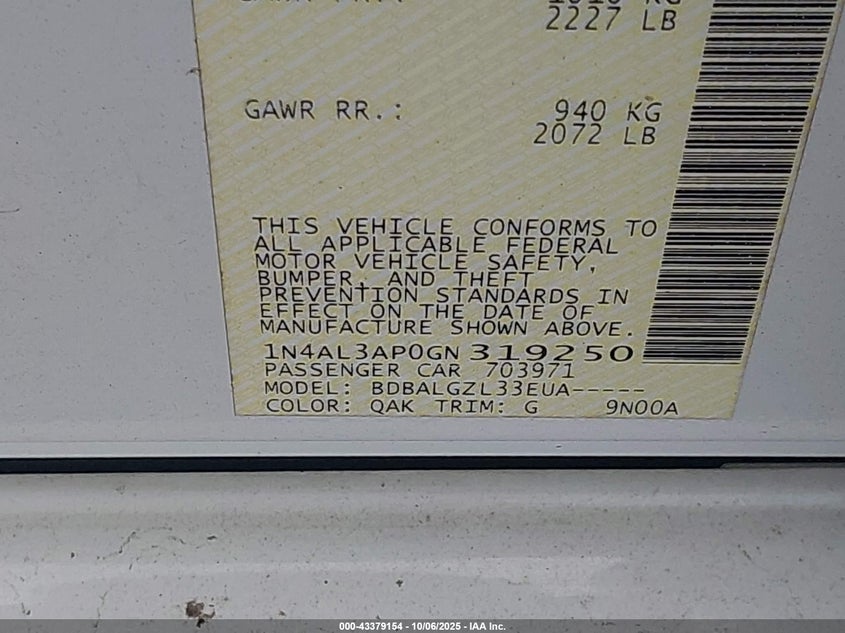 2227 LB
GAWR RR.: 940 KG
2072 LB
THIS VEHICLE CONFORMS TO
ALL APPLICABLE FEDERAL
MOTOR VEHICLE SAFETY,
BUMPER, AND THEFT
PREVENTION STANDARDS IN
EFFECT ON THE DATE OF
MANUFACTURE SHOWN ABOVE.
1N4AL3AP0GN 319250
PASSENGER CAR 703971
MODEL: BDBALGZL33EUA-----
COLOR: QAK TRIM: G 9N00A
000-43379154 - 10/06/2025 - IAA Inc.